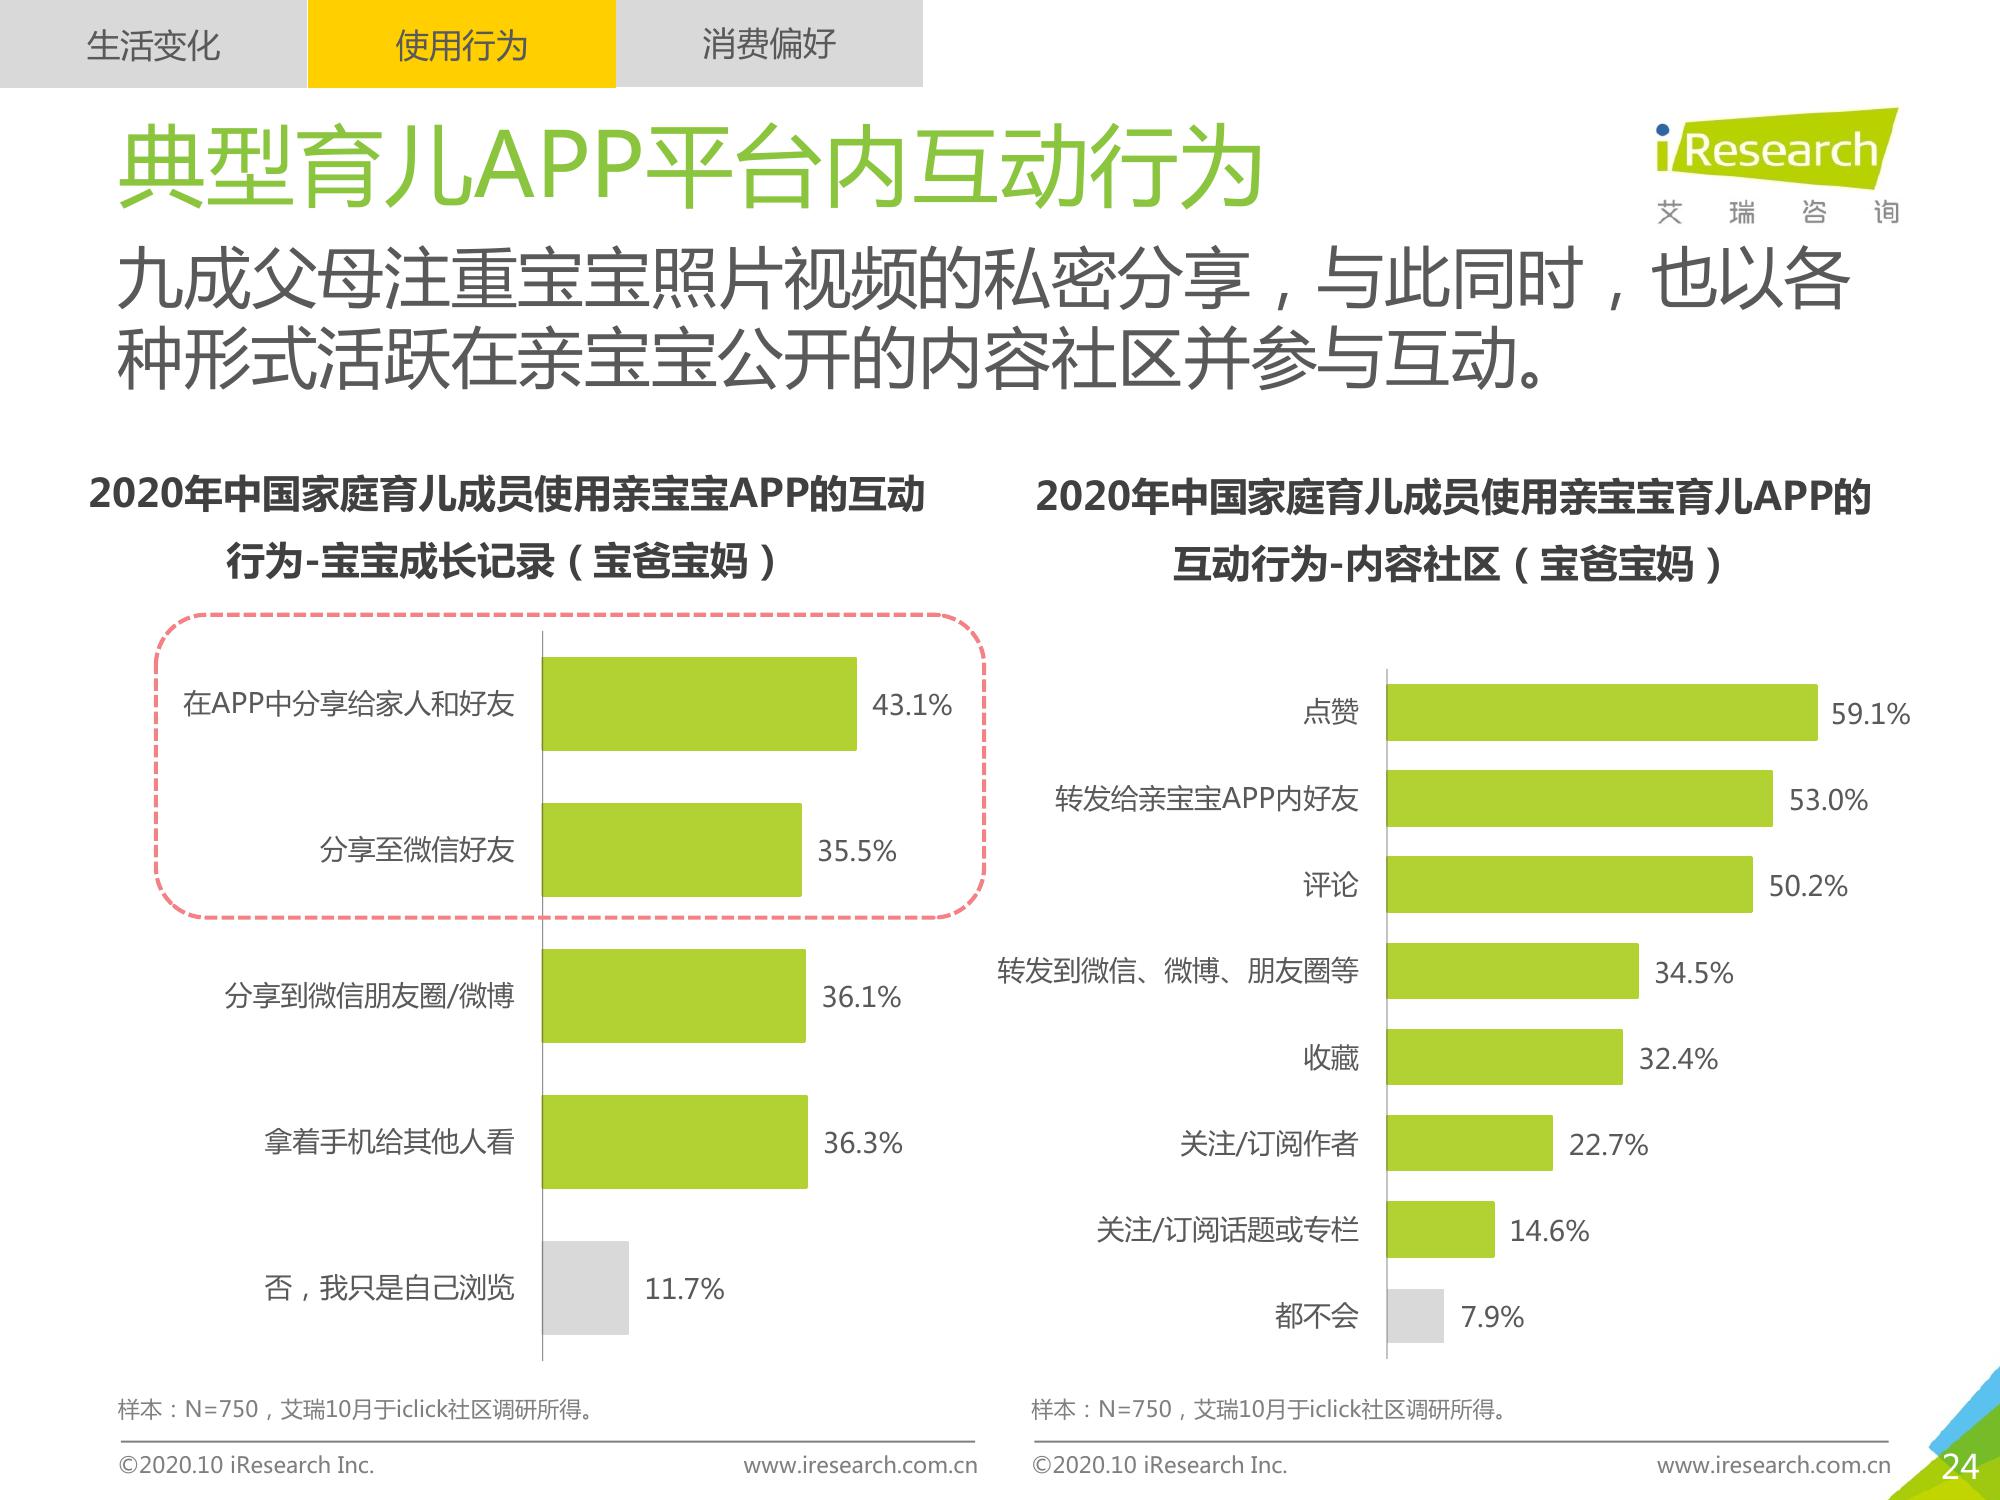 生活变化
使用行为
消费偏好
典型育儿APP平台内互动行为
iResearch
艾瑞咨询
九成父母注重宝宝照片视频的私密分享，与此同时，也以各
种形式活跃在亲宝宝公开的内容社区并参与互动。
2020年中国家庭育儿成员使用亲宝宝APP的互动
行为-宝宝成长记录（宝爸宝妈）
在APP中分享给家人和好友 43.1%
分享至微信好友 35.5%
分享到微信朋友圈/微博 36.1%
拿着手机给其他人看 36.3%
否，我只是自己浏览 11.7%
样本：N=750，艾瑞10月于iclick社区调研所得。
©2020.10 iResearch Inc. www.iresearch.com.cn
2020年中国家庭育儿成员使用亲宝宝育儿APP的
互动行为-内容社区（宝爸宝妈）
点赞 59.1%
转发给亲宝宝APP内好友 53.0%
评论 50.2%
转发到微信、微博、朋友圈等 34.5%
收藏 32.4%
关注/订阅作者 22.7%
关注/订阅话题或专栏 14.6%
都不会 7.9%
样本：N=750，艾瑞10月于iclick社区调研所得。
©2020.10 iResearch Inc. www.iresearch.com.cn
24